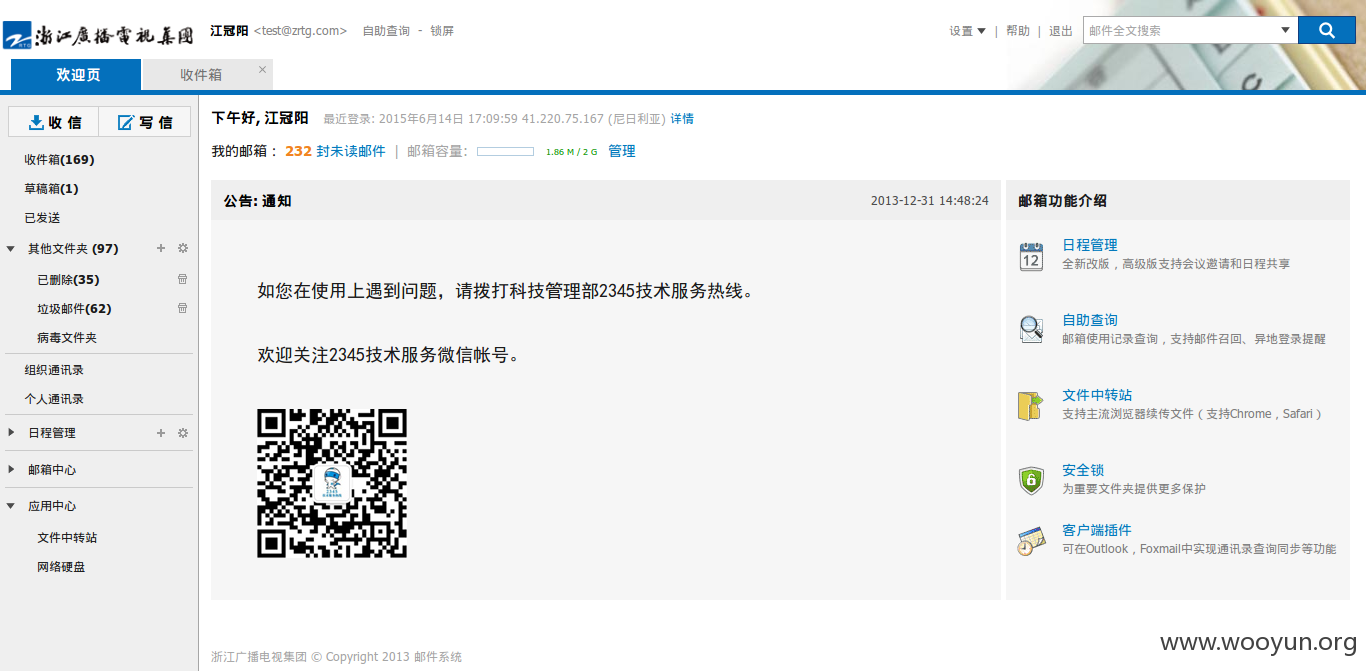 浙江廣播電視集团 江冠阳 <test@zrtg.com> 自助查询 - 锁屏 设置 | 帮助 | 退出 邮件全文搜索
欢迎页 收件箱 ×
收信 写信
收件箱(169)
草稿箱(1)
已发送
其他文件夹 (97)
已删除(35)
垃圾邮件(62)
病毒文件夹
组织通讯录
个人通讯录
日程管理
邮箱中心
应用中心
文件中转站
网络硬盘
下午好, 江冠阳 最近登录: 2015年6月14日 17:09:59 41.220.75.167 (尼日利亚) 详情
我的邮箱： 232 封未读邮件 | 邮箱容量: 1.86 M / 2 G 管理
公告: 通知 2013-12-31 14:48:24
如您在使用上遇到问题，请拨打科技管理部2345技术服务热线。
欢迎关注2345技术服务微信帐号。
邮箱功能介绍
12
日程管理
全新改版，高级版支持会议邀请和日程共享
自助查询
邮箱使用记录查询，支持邮件召回、异地登录提醒
文件中转站
支持主流浏览器续传文件（支持Chrome，Safari）
安全锁
为重要文件夹提供更多保护
客户端插件
可在Outlook，Foxmail中实现通讯录查询同步等功能
浙江广播电视集团 © Copyright 2013 邮件系统
www.wooyun.org